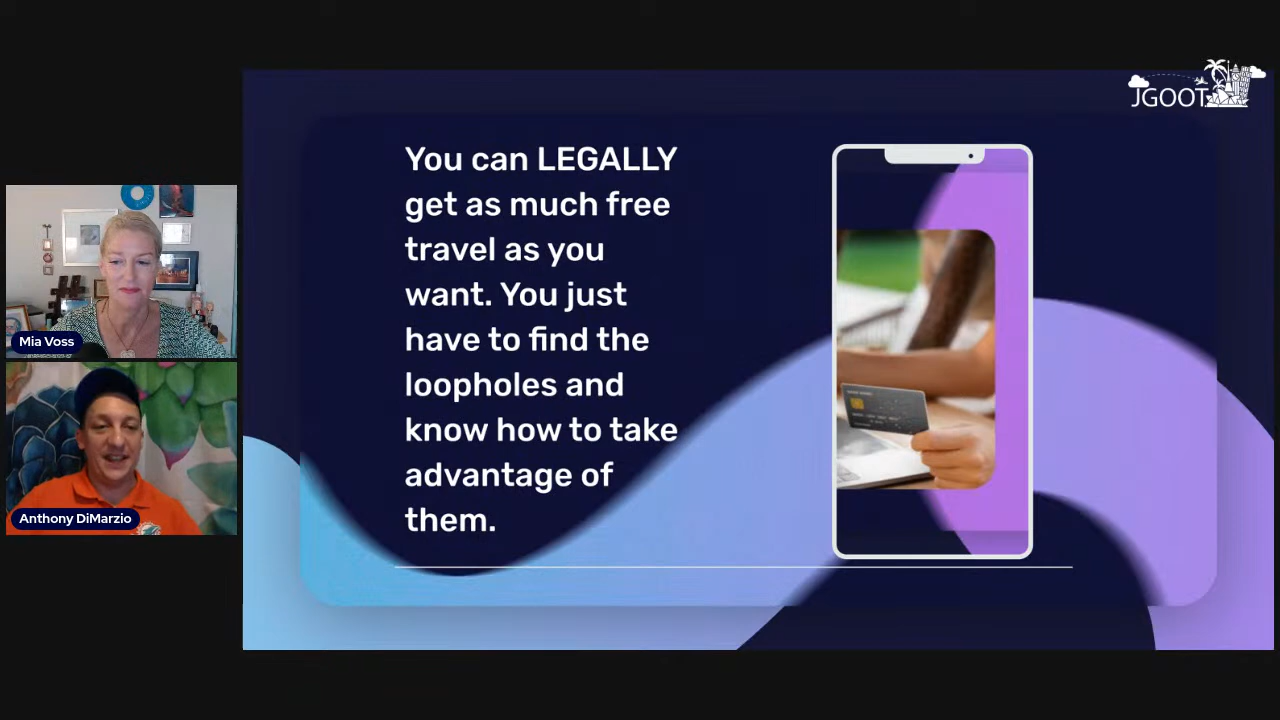 JGOOT
You can LEGALLY
get as much free
travel as you
want. You just
have to find the
loopholes and
know how to take
advantage of
them.
Mia Voss
Anthony DiMarzio